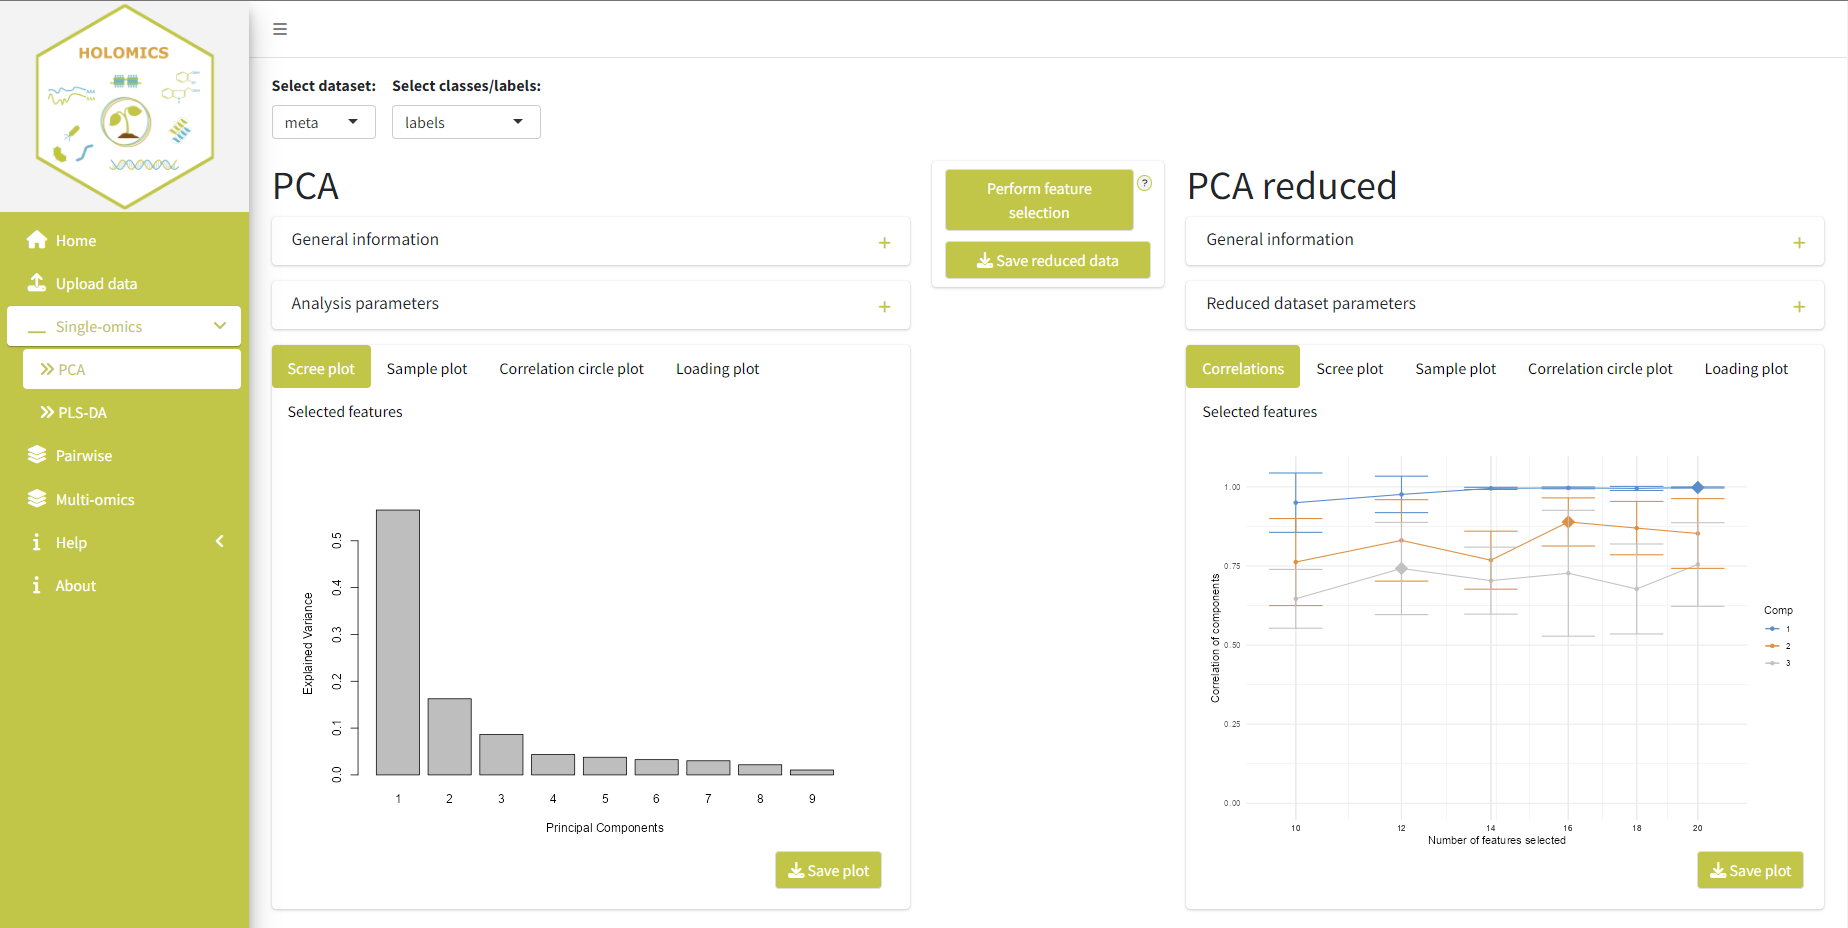 HOLOMICS
Home
Upload data
Single-omics
PCA
PLS-DA
Pairwise
Multi-omics
Help
About
Select dataset: Select classes/labels:
meta labels
PCA
General information
Analysis parameters
Scree plot Sample plot Correlation circle plot Loading plot
Selected features
Explained Variance
0.5
0.4
0.3
0.2
0.1
0.0
1 2 3 4 5 6 7 8 9
Principal Components
Save plot
Perform feature
selection
?
Save reduced data
PCA reduced
General information
Reduced dataset parameters
Correlations Scree plot Sample plot Correlation circle plot Loading plot
Selected features
Correlation of components
1.00
0.75
0.50
0.25
0.00
10 12 14 16 18 20
Number of features selected
Comp
1
2
3
Save plot